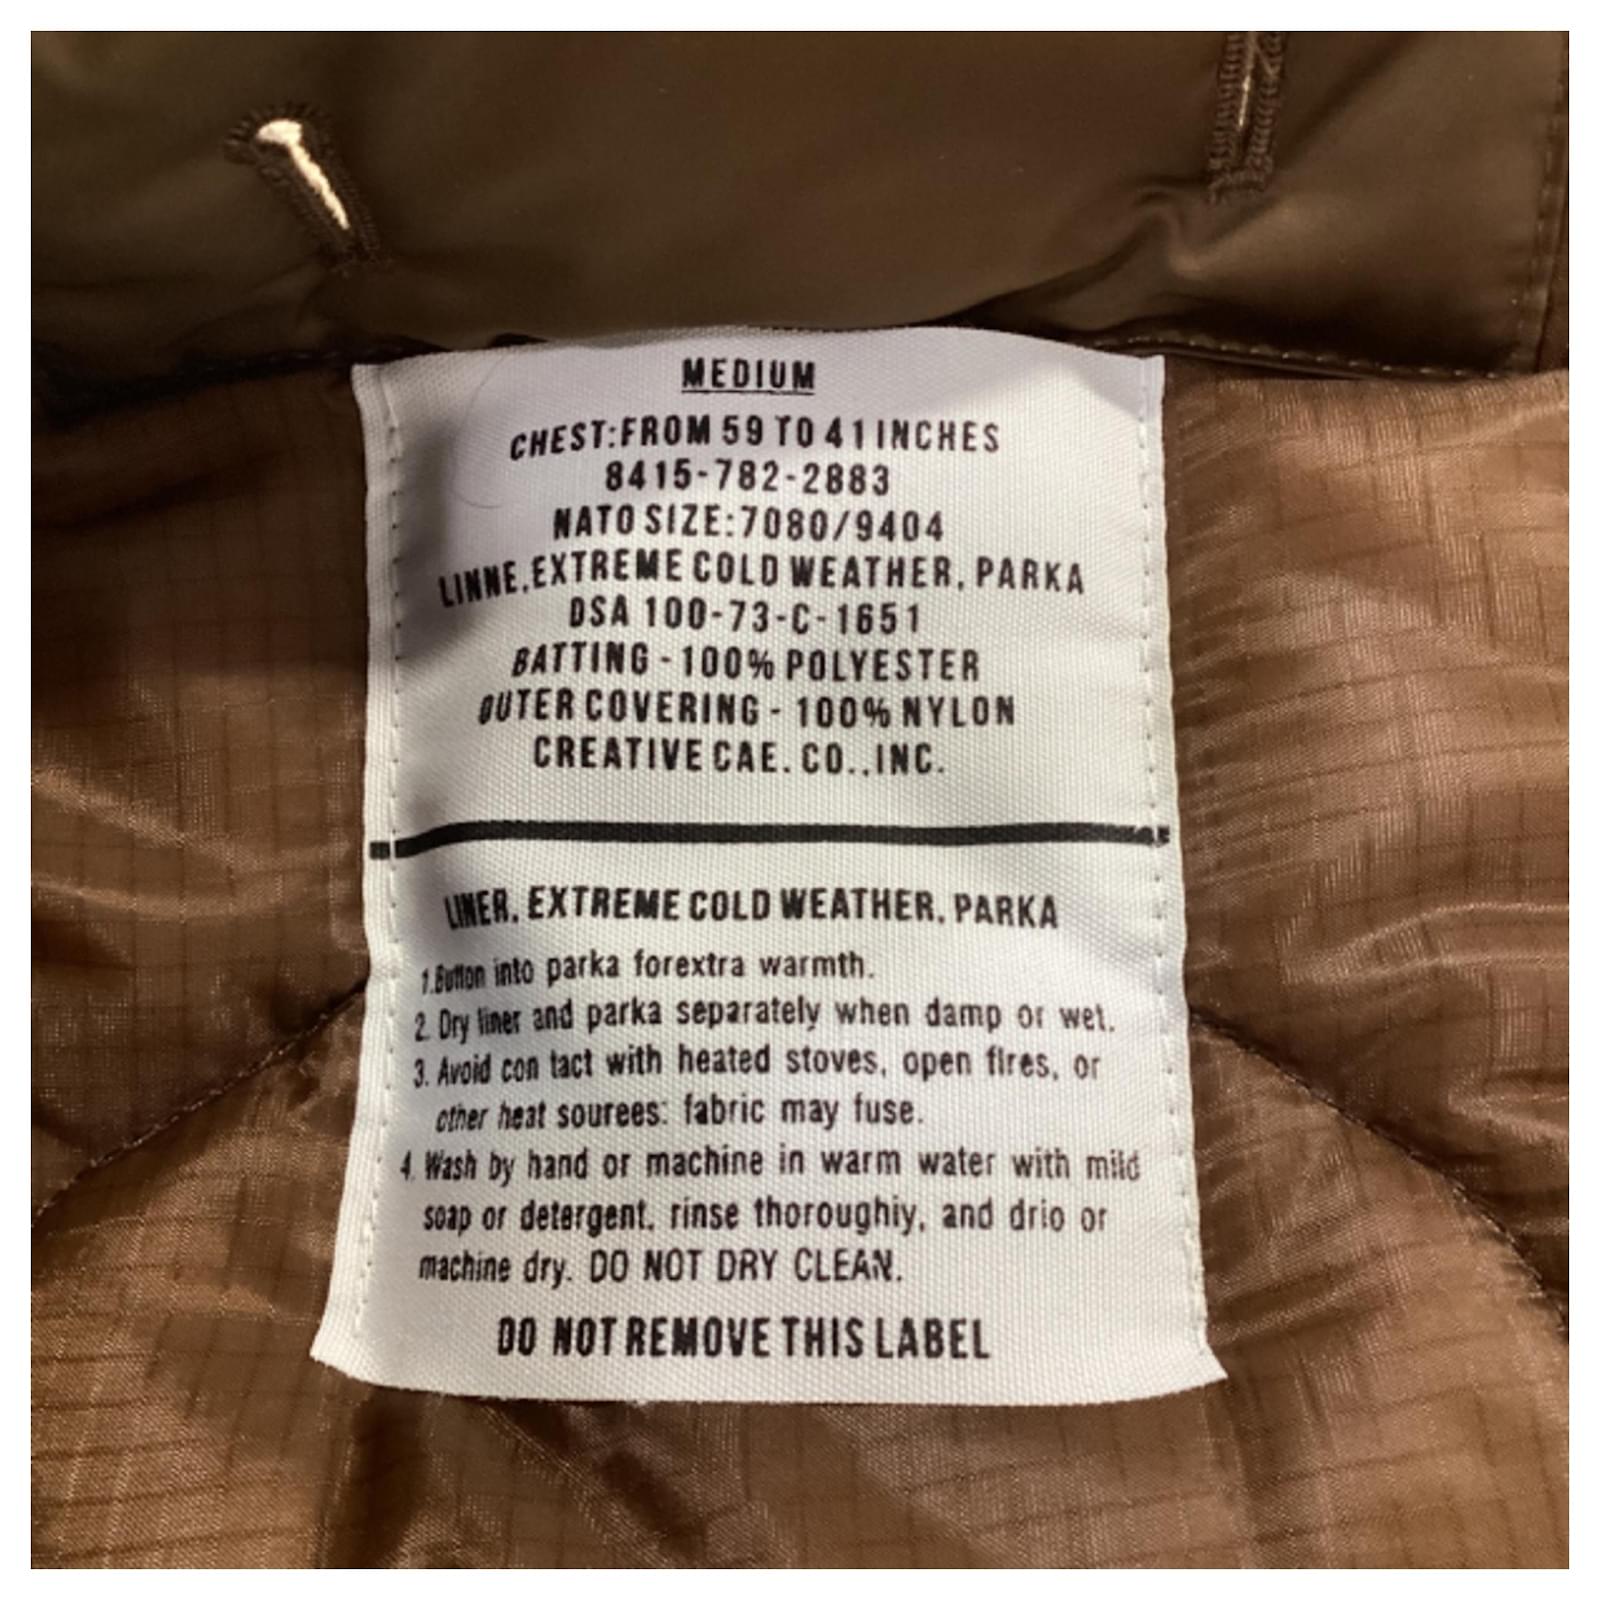 MEDIUM
CHEST:FROM 59 TO 41 INCHES
8415-782-2883
NATO SIZE:7080/9404
LINNE,EXTREME COLD WEATHER, PARKA
DSA 100-73-C-1651
BATTING - 100% POLYESTER
OUTER COVERING - 100% NYLON
CREATIVE CAE. CO.,INC.
LINER, EXTREME COLD WEATHER, PARKA
1.Button into parka forextra warmth.
2. Dry liner and parka separately when damp or wet.
3. Avoid con tact with heated stoves, open fires, or
other heat sourees: fabric may fuse.
4. Wash by hand or machine in warm water with mild
soap or detergent, rinse thoroughiy, and drio or
machine dry. DO NOT DRY CLEAN.
DO NOT REMOVE THIS LABEL